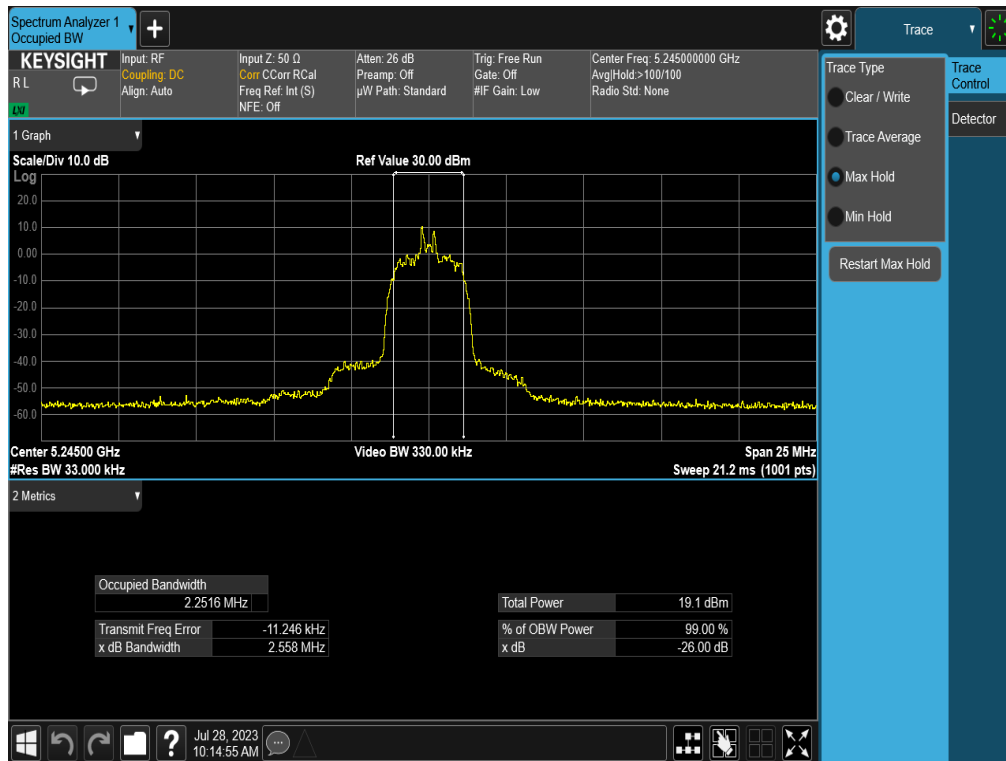 Spectrum Analyzer 1
Occupied BW
+
Trace
KEYSIGHT
R L
LXI
Input: RF
Coupling: DC
Align: Auto
Input Z: 50 Ω
Corr CCorr RCal
Freq Ref: Int (S)
NFE: Off
Atten: 26 dB
Preamp: Off
µW Path: Standard
Trig: Free Run
Gate: Off
#IF Gain: Low
Center Freq: 5.245000000 GHz
Avg|Hold:>100/100
Radio Std: None
Trace Type
Clear / Write
Trace Average
Max Hold
Min Hold
Restart Max Hold
Trace
Control
Detector
1 Graph
Scale/Div 10.0 dB
Ref Value 30.00 dBm
Log
20.0
10.0
0.00
-10.0
-20.0
-30.0
-40.0
-50.0
-60.0
Center 5.24500 GHz
Video BW 330.00 kHz
Span 25 MHz
#Res BW 33.000 kHz
Sweep 21.2 ms (1001 pts)
2 Metrics
Occupied Bandwidth
2.2516 MHz
Total Power 19.1 dBm
Transmit Freq Error -11.246 kHz
% of OBW Power 99.00 %
x dB Bandwidth 2.558 MHz
x dB -26.00 dB
?
Jul 28, 2023
10:14:55 AM